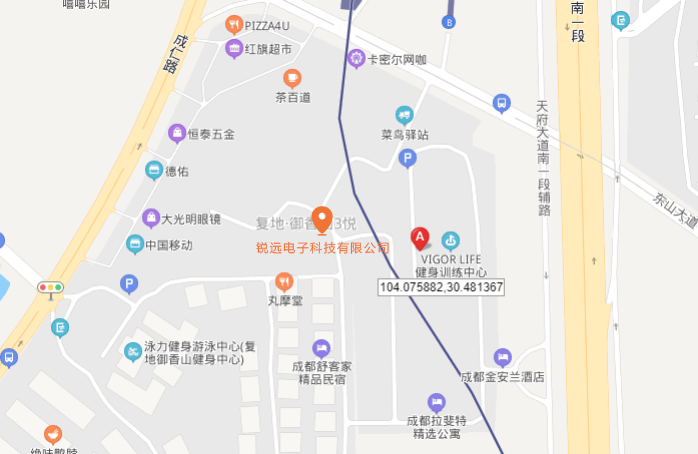 嘻嘻乐园
PIZZA4U
红旗超市
成仁路
卡密尔网咖
茶百道
南一段
B
菜鸟驿站
恒泰五金
P
天府大道南一段辅路
德佑
东山大道
大光明眼镜
复地·御香山3悦
A
中国移动
锐远电子科技有限公司
VIGOR LIFE
健身训练中心
P
104.075882,30.481367
丸摩堂
泳力健身游泳中心(复
地御香山健身中心)
成都舒客家
精品民宿
成都金安兰酒店
成都拉斐特
精选公寓
绝味鸭脖